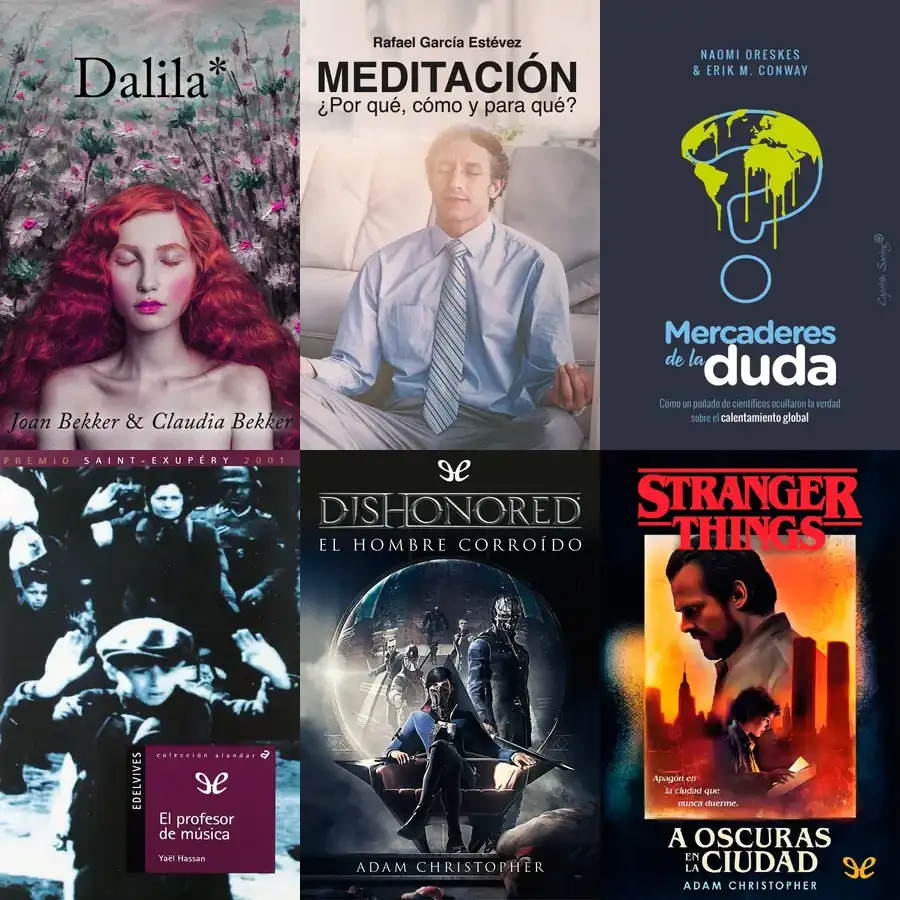 Dalila*
Joan Bekker & Claudia Bekker
Rafael García Estévez
MEDITACIÓN
¿Por qué, cómo y para qué?
NAOMI ORESKES
& ERIK M. CONWAY
Capitán Swing®
Mercaderes
de la duda
Cómo un puñado de científicos ocultaron la verdad
sobre el calentamiento global
PREMIO SAINT-EXUPÉRY 2001
EDELVIVES
colección alandar a
El profesor
de música
Yaël Hassan
DISHONORED
EL HOMBRE CORROÍDO
ADAM CHRISTOPHER
STRANGER
THINGS
Apagón en
la ciudad que
nunca duerme.
A OSCURAS
EN LA CIUDAD
ADAM CHRISTOPHER